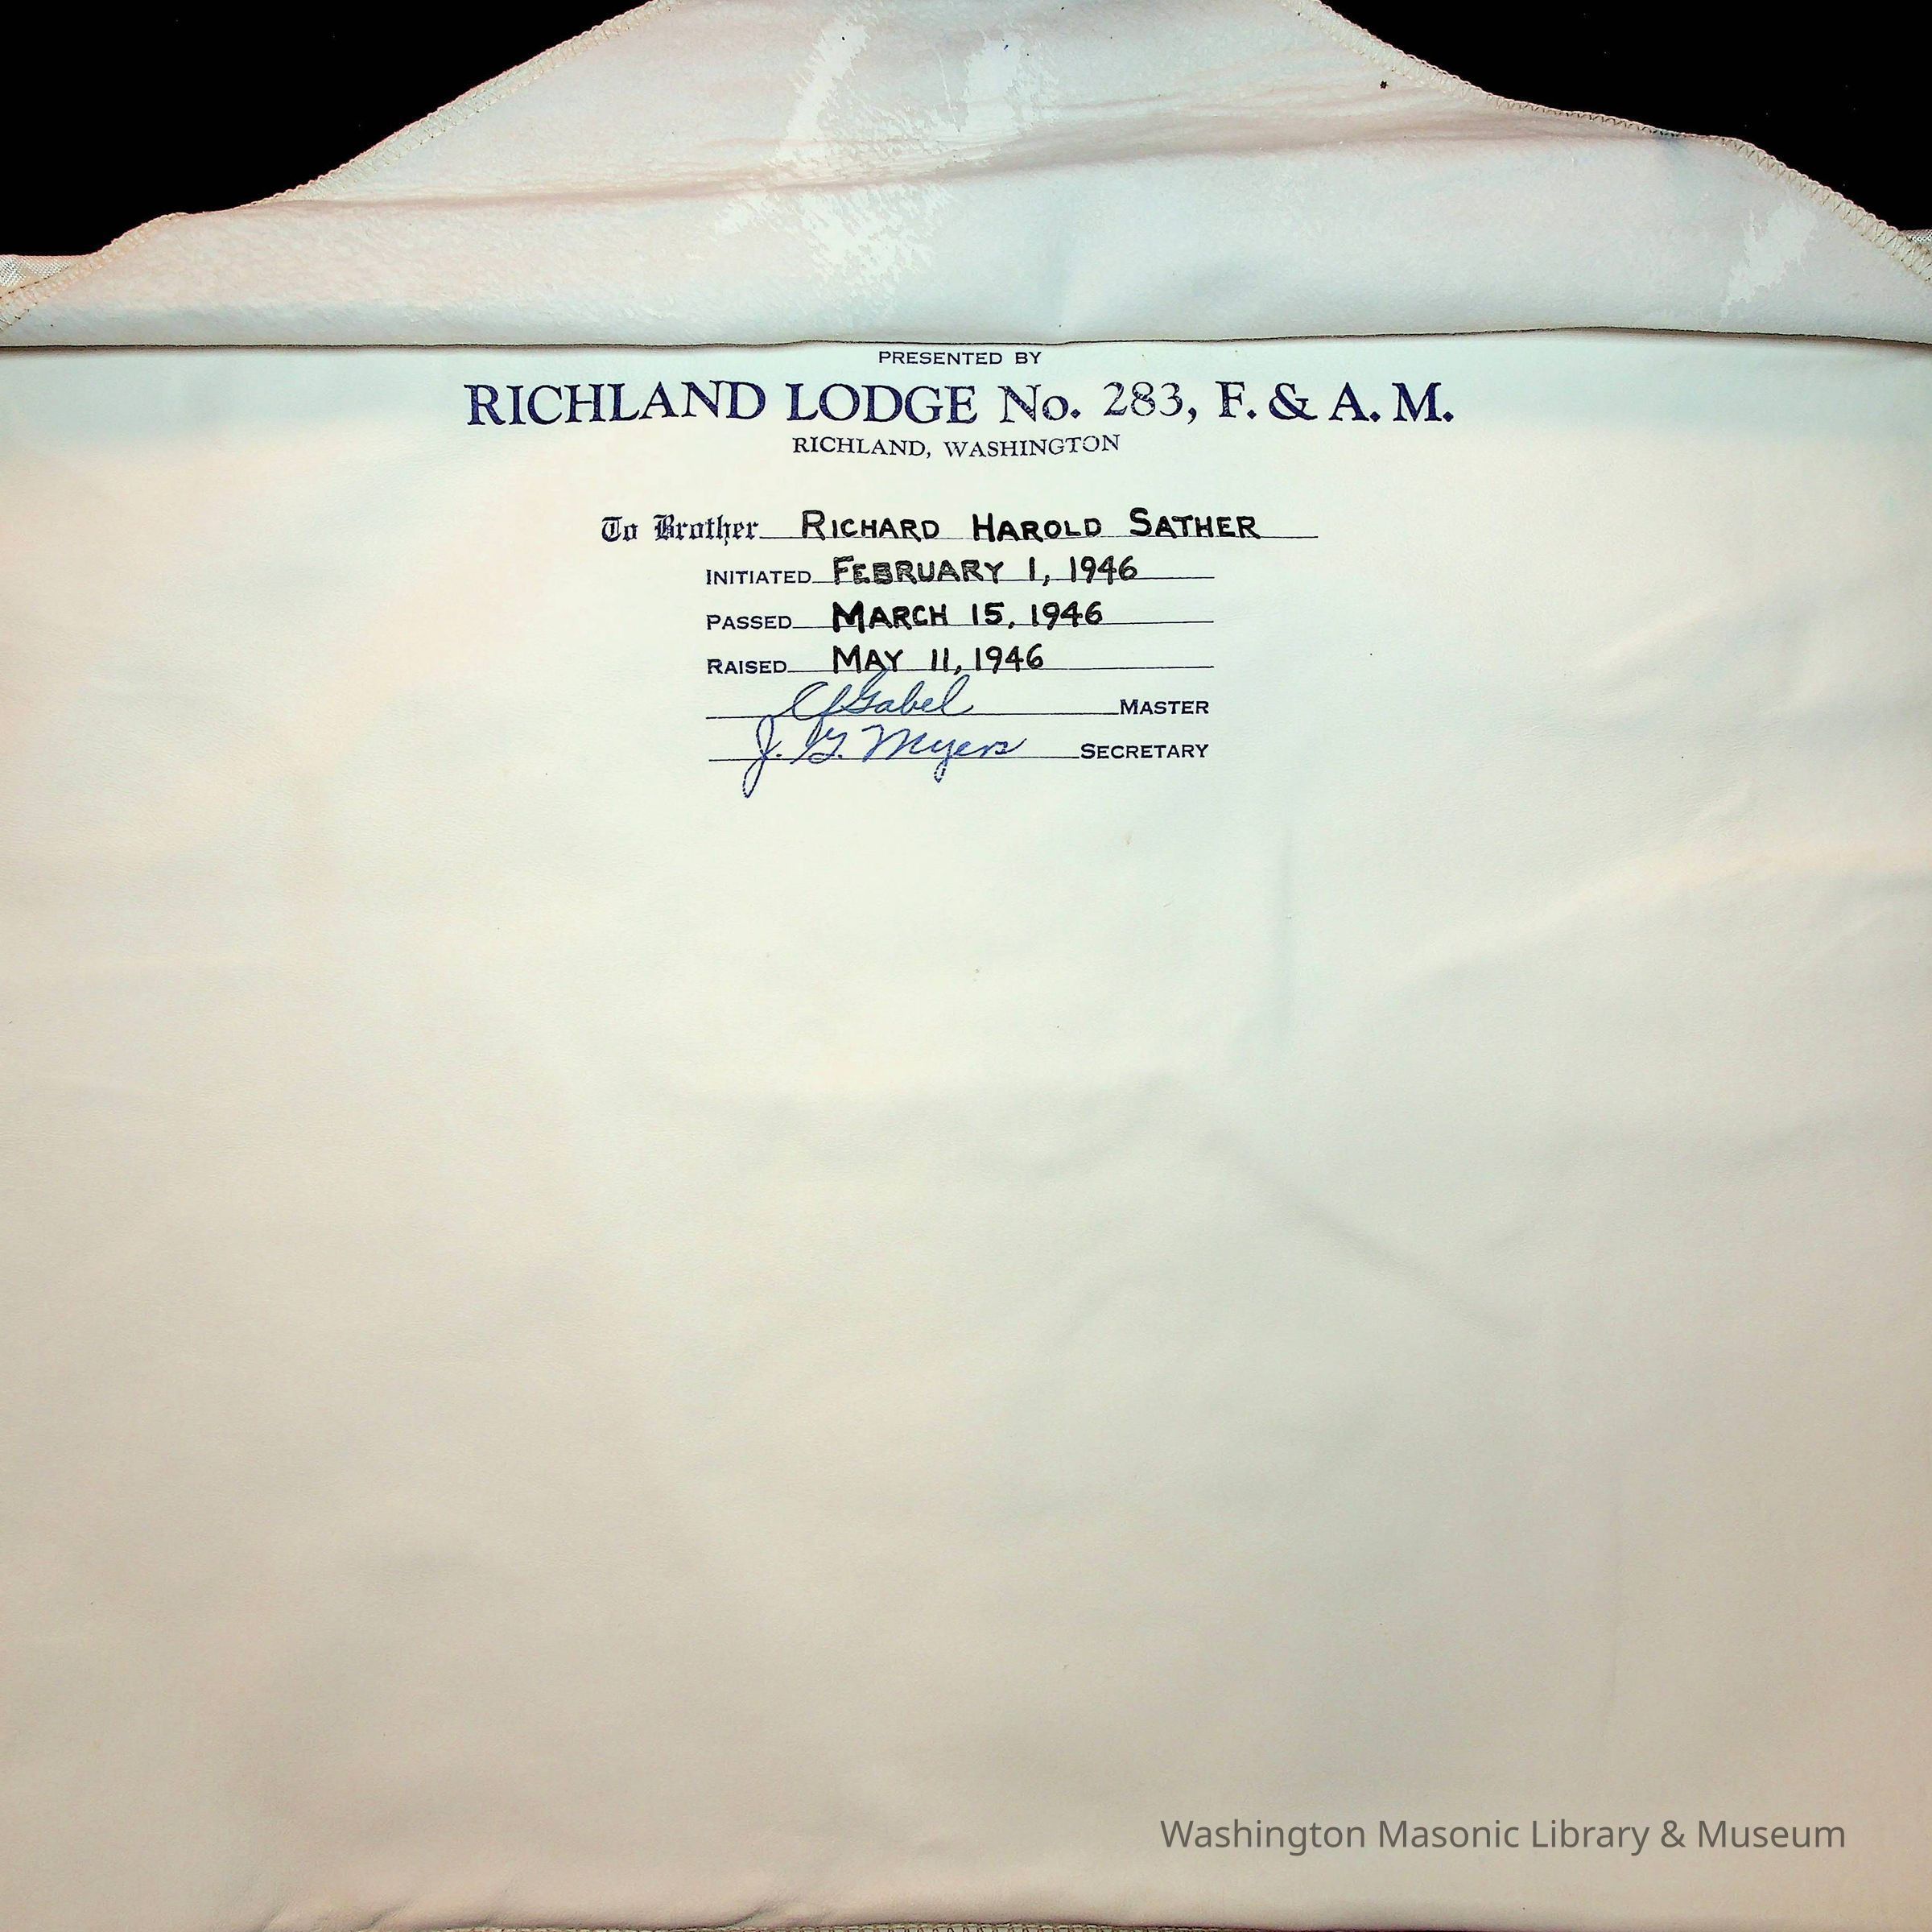 PRESENTED BY
RICHLAND LODGE No. 283, F. & A. M.
RICHLAND, WASHINGTON
To Brother RICHARD HAROLD SATHER
INITIATED FEBRUARY 1, 1946
PASSED MARCH 15, 1946
RAISED MAY 11, 1946
Gabel MASTER
J. G. Myers SECRETARY
Washington Masonic Library & Museum